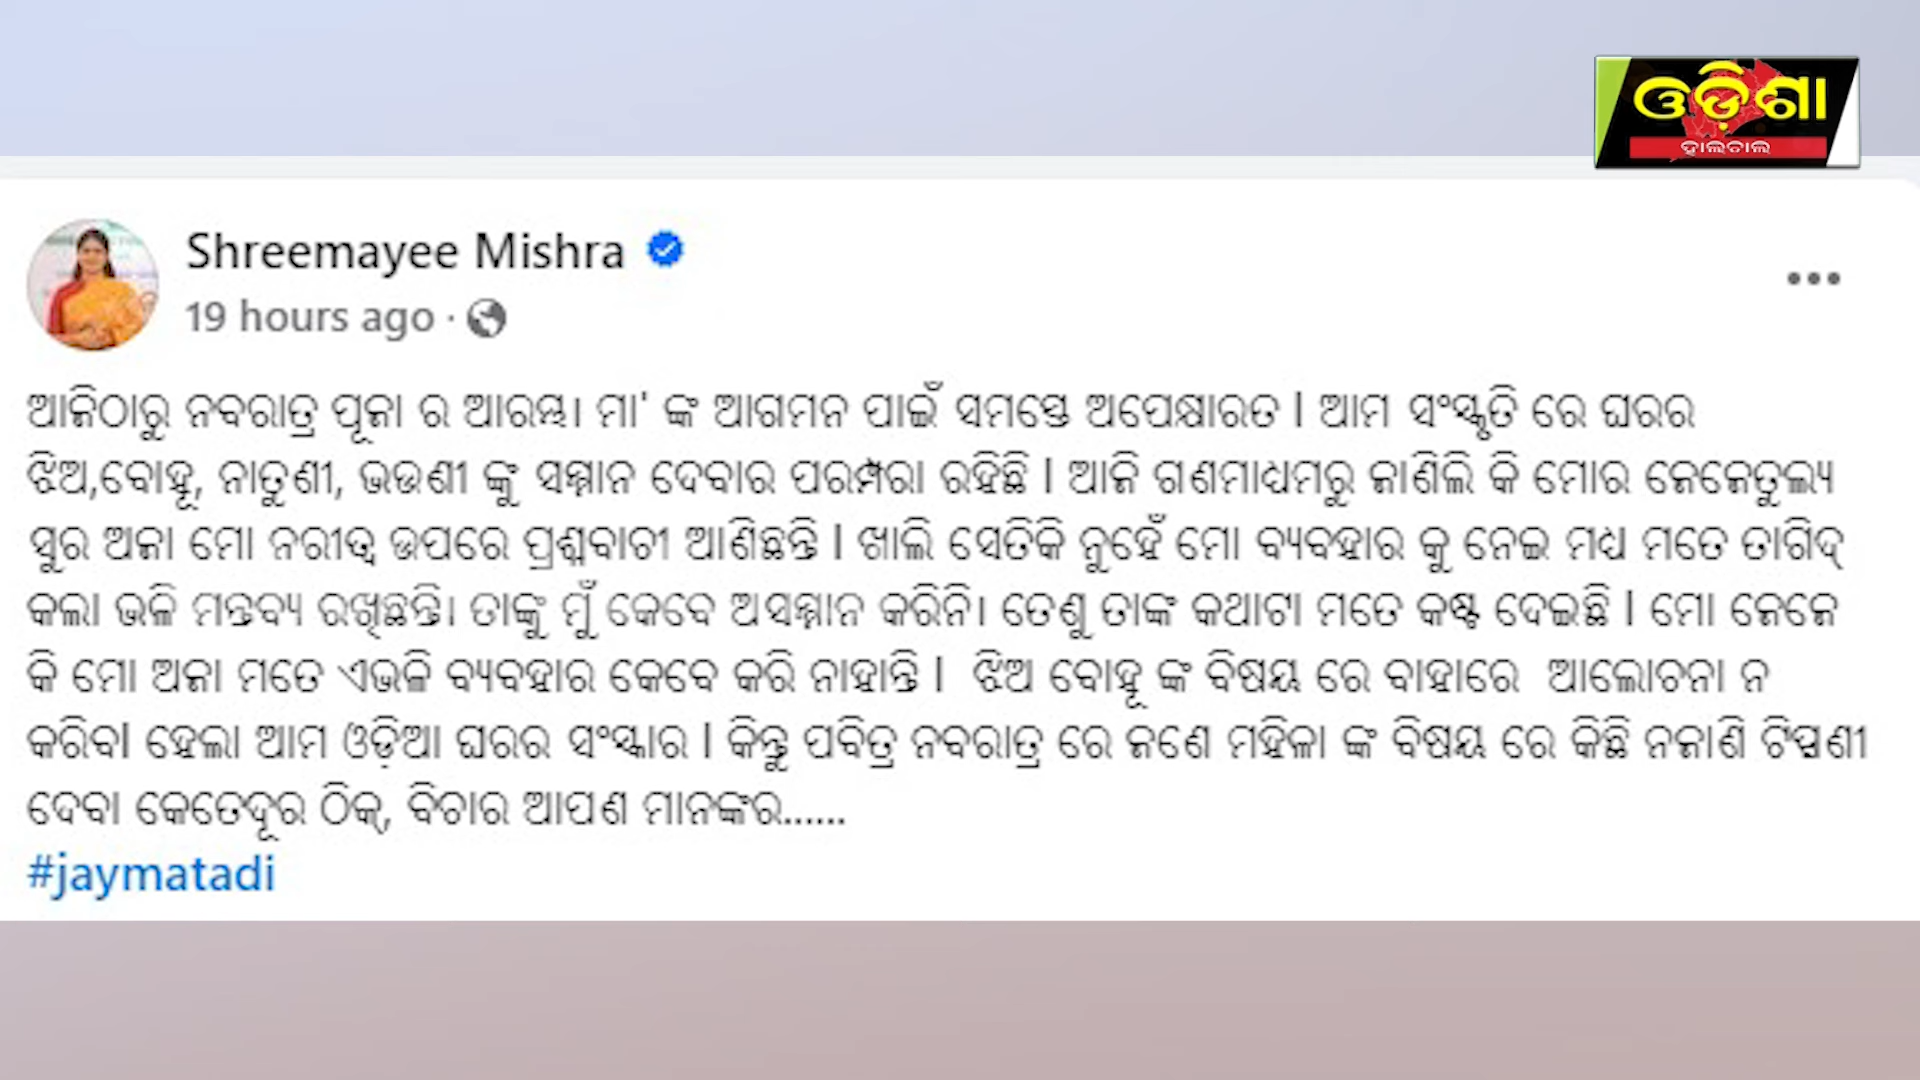 ଓଡ଼ିଶା
ହାଲଚାଲ
Shreemayee Mishra
19 hours ago ·
ଆଜିଠାରୁ ନବରାତ୍ର ପୂଜା ର ଆରମ୍ଭ। ମା' ଙ୍କ ଆଗମନ ପାଇଁ ସମସ୍ତେ ଅପେକ୍ଷାରତ l ଆମ ସଂସ୍କୃତି ରେ ଘରର
ଝିଅ,ବୋହୂ, ନାତୁଣୀ, ଭଉଣୀ ଙ୍କୁ ସମ୍ମାନ ଦେବାର ପରମ୍ପରା ରହିଛି l ଆଜି ଗଣମାଧ୍ୟମରୁ ଜାଣିଲି କି ମୋର ଜେଜେତୁଲ୍ୟ
ସୁର ଅଜା ମୋ ନରୀତ୍ୱ ଉପରେ ପ୍ରଶ୍ନବାଚୀ ଆଣିଛନ୍ତି l ଖାଲି ସେତିକି ନୁହେଁ ମୋ ବ୍ୟବହାର କୁ ନେଇ ମଧ୍ୟ ମତେ ତାଗିଦ୍
କଲା ଭଳି ମନ୍ତବ୍ୟ ରଖିଛନ୍ତି। ତାଙ୍କୁ ମୁଁ କେବେ ଅସମ୍ମାନ କରିନି। ତେଣୁ ତାଙ୍କ କଥାଟା ମତେ କଷ୍ଟ ଦେଇଛି l ମୋ ଜେଜେ
କି ମୋ ଅଜା ମତେ ଏଭଳି ବ୍ୟବହାର କେବେ କରି ନାହାନ୍ତି l ଝିଅ ବୋହୂ ଙ୍କ ବିଷୟ ରେ ବାହାରେ ଆଲୋଚନା ନ
କରିବା ହେଲା ଆମ ଓଡ଼ିଆ ଘରର ସଂସ୍କାର l କିନ୍ତୁ ପବିତ୍ର ନବରାତ୍ର ରେ ଜଣେ ମହିଳା ଙ୍କ ବିଷୟ ରେ କିଛି ନଜାଣି ଟିପ୍ପଣୀ
ଦେବା କେତେଦୂର ଠିକ୍, ବିଚାର ଆପଣ ମାନଙ୍କର......
#jaymatadi